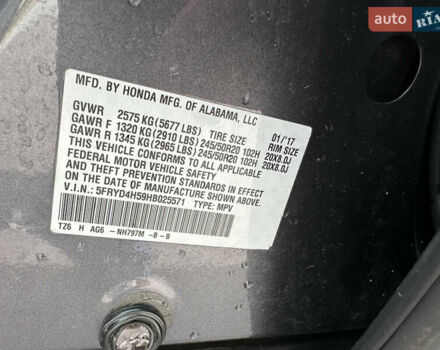 auto RIA
MFD. BY HONDA MFG. OF ALABAMA, LLC
GVWR 2575 KG(5677 LBS) TIRE SIZE 01/'17 RIM SIZE
GAWR F 1320 KG(2910 LBS) 245/50R20 102H 20X8.0J
GAWR R 1345 KG(2965 LBS) 245/50R20 102H 20X8.0J
THIS VEHICLE CONFORMS TO ALL APPLICABLE
FEDERAL MOTOR VEHICLE SAFETY
AND THEFT PREVENTION STANDARDS IN EFFECT
ON THE DATE OF MANUFACTURE SHOWN ABOVE.
V.I.N.: 5FRYD4H59HB025571 TYPE: MPV
TZ6 H AG6 -NH797M -B-B